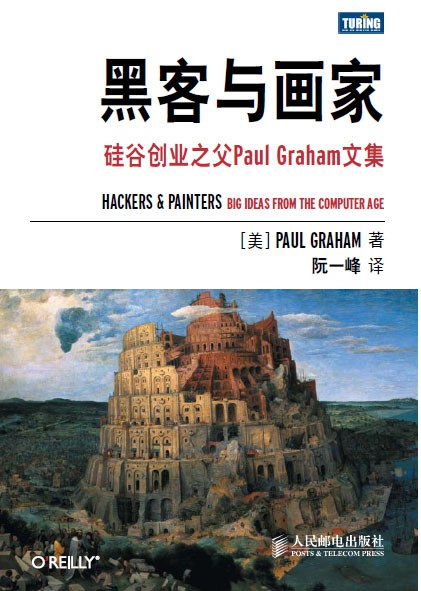 TURING
黑客与画家
硅谷创业之父Paul Graham文集
HACKERS & PAINTERS BIG IDEAS FROM THE COMPUTER AGE
[美] PAUL GRAHAM 著
阮一峰 译
O'REILLY®
人民邮电出版社
POSTS & TELECOM PRESS